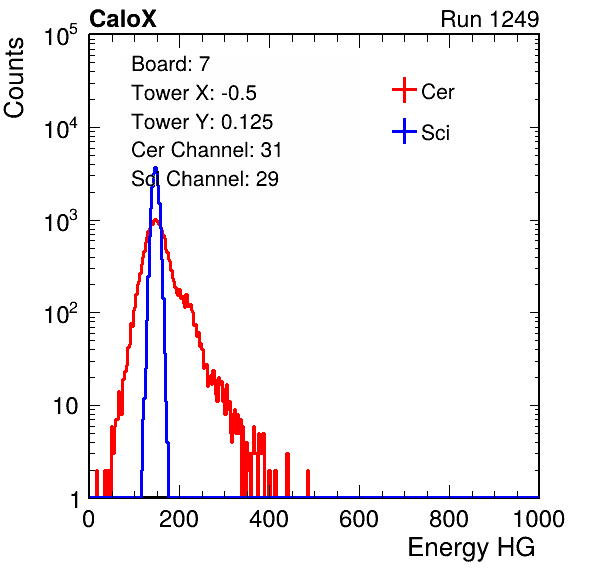 CaloX Run 1249
Counts
10^5
10^4
10^3
10^2
10
1
Board: 7
Tower X: -0.5
Tower Y: 0.125
Cer Channel: 31
Sci Channel: 29
Cer
Sci
0 200 400 600 800 1000
Energy HG